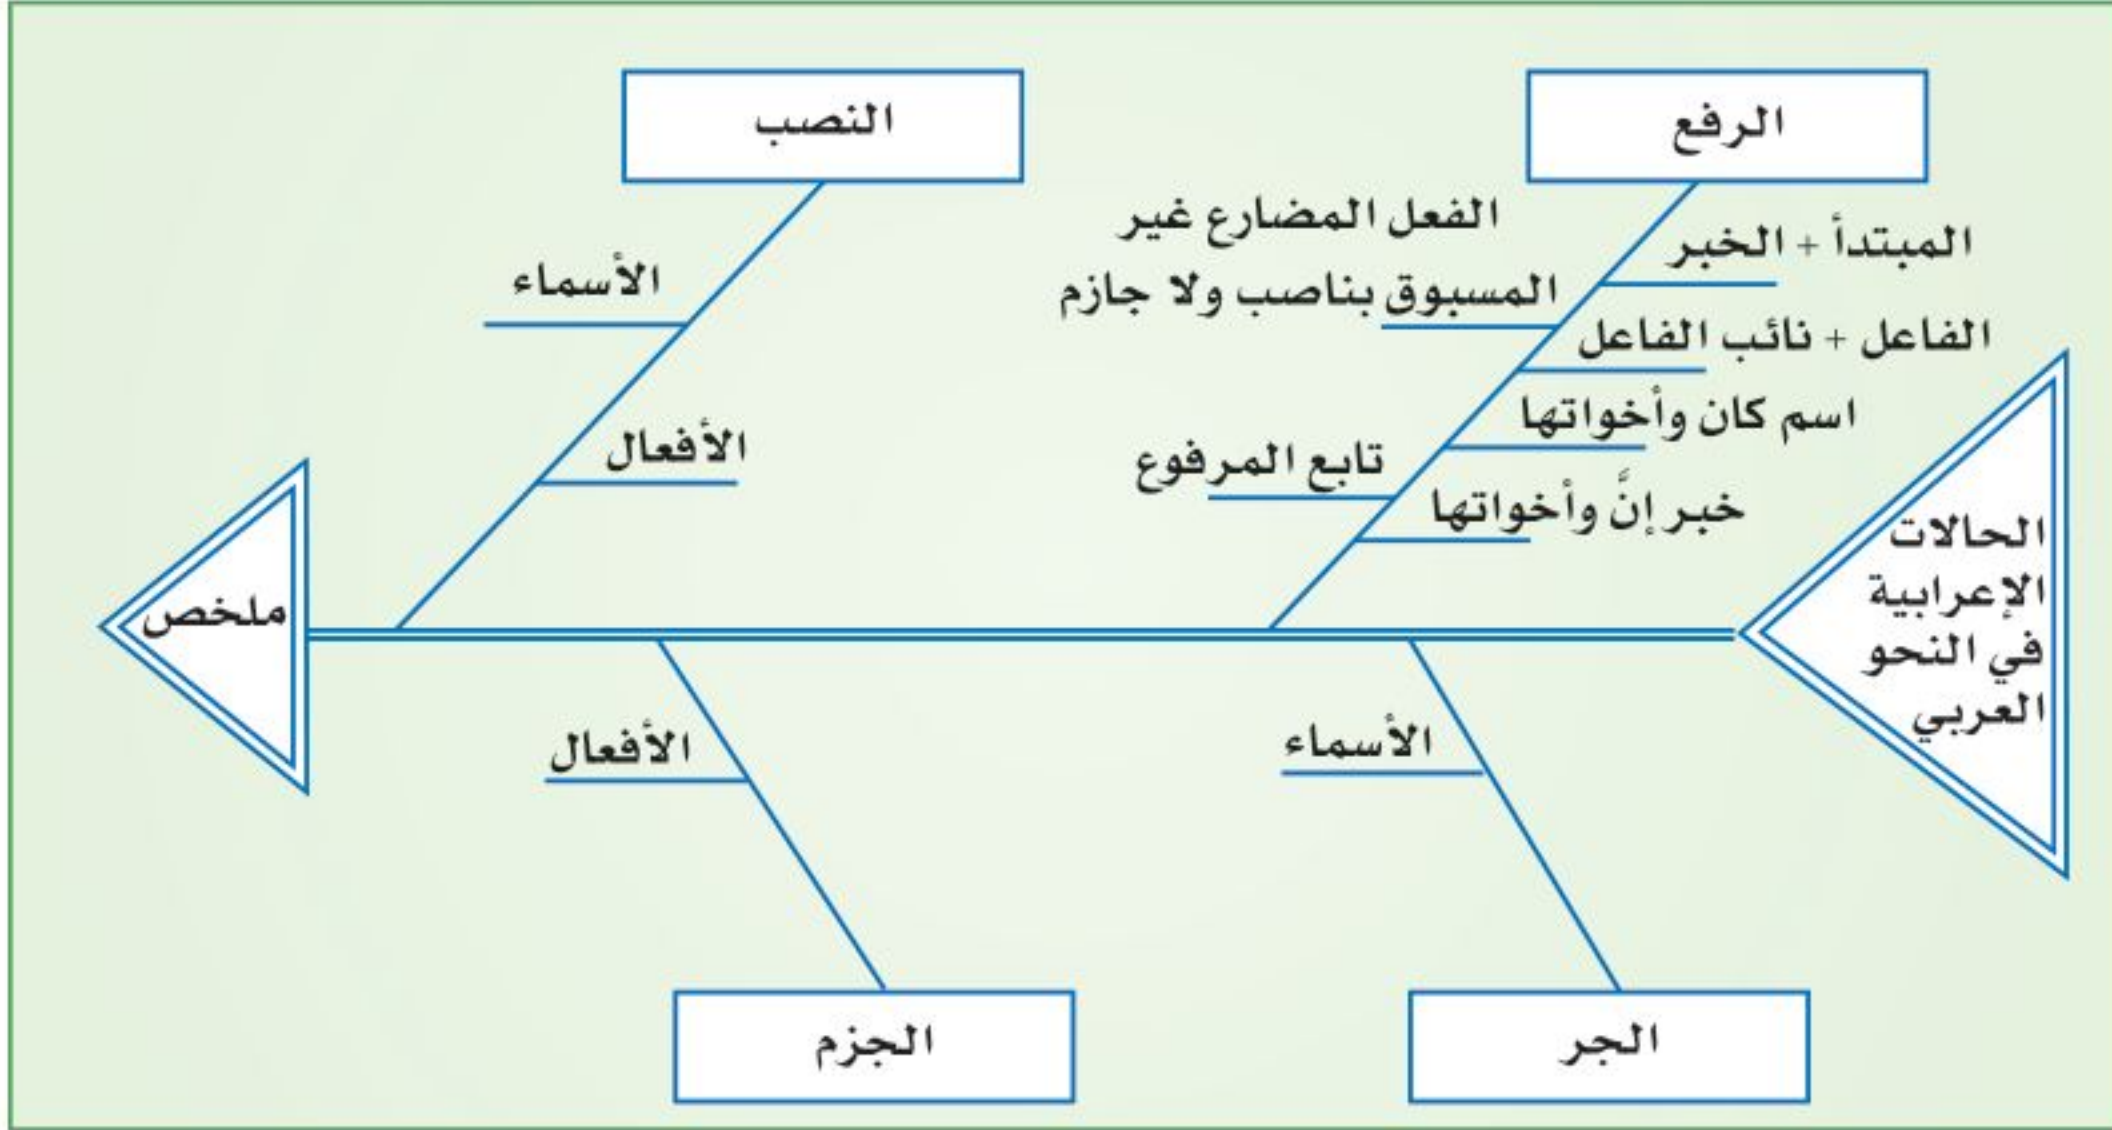 الحالات
الإعرابية
في النحو
العربي
الرفع
المبتدأ + الخبر
الفاعل + نائب الفاعل
اسم كان وأخواتها
خبر إنَّ وأخواتها
الفعل المضارع غير
المسبوق بناصب ولا جازم
تابع المرفوع
النصب
الأسماء
الأفعال
الجر
الأسماء
الجزم
الأفعال
ملخص